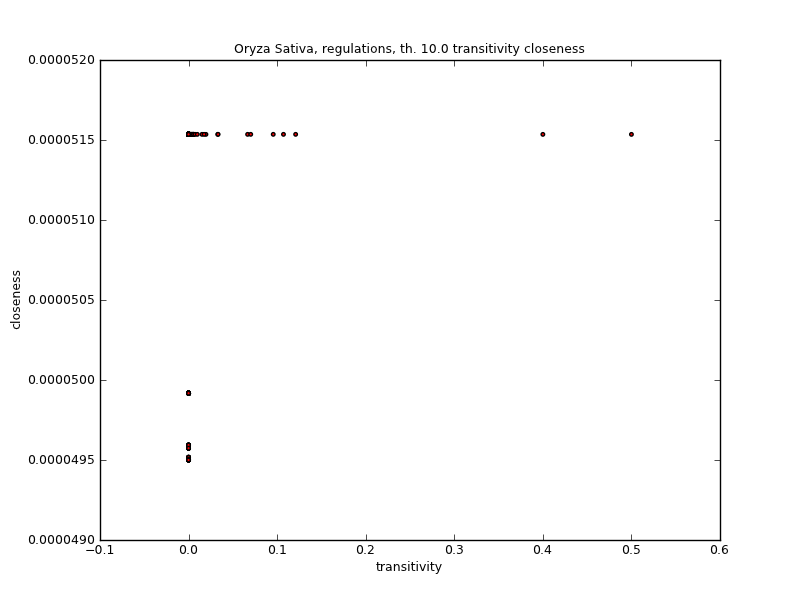 Oryza Sativa, regulations, th. 10.0 transitivity closeness
0.0000520
0.0000515
0.0000510
0.0000505
0.0000500
0.0000495
0.0000490
closeness
−0.1 0.0 0.1 0.2 0.3 0.4 0.5 0.6
transitivity